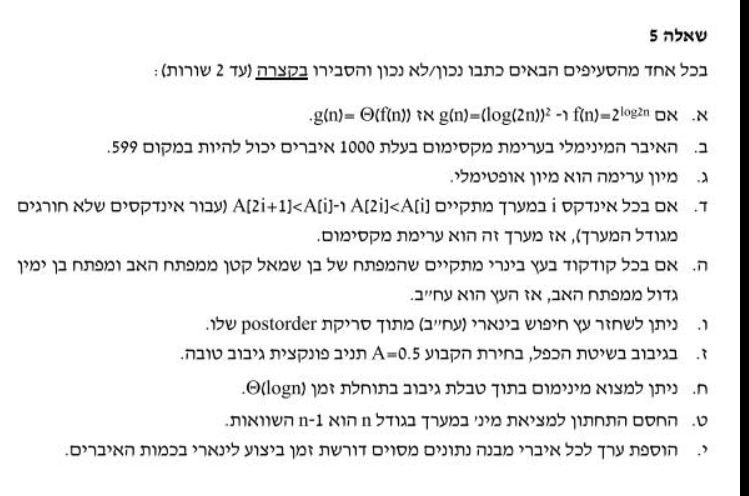 שאלה 5
בכל אחד מהסעיפים הבאים כתבו נכון/לא נכון והסבירו בקצרה (עד 2 שורות):
א. אם f(n)=2^log2n ו- g(n)=(log(2n))² אז g(n)= Θ(f(n)).
ב. האיבר המינימלי בערימת מקסימום בעלת 1000 איברים יכול להיות במקום 599.
ג. מיון ערימה הוא מיון אופטימלי.
ד. אם בכל אינדקס i במערך מתקיים A[2i]<A[i] ו-A[2i+1]<A[i] (עבור אינדקסים שלא חורגים
מגודל המערך), אז מערך זה הוא ערימת מקסימום.
ה. אם בכל קודקוד בעץ בינרי מתקיים שהמפתח של בן שמאל קטן ממפתח האב ומפתח בן ימין
גדול ממפתח האב, אז העץ הוא עח״ב.
ו. ניתן לשחזר עץ חיפוש בינארי (עח״ב) מתוך סריקת postorder שלו.
ז. בגיבוב בשיטת הכפל, בחירת הקבוע A=0.5 תניב פונקצית גיבוב טובה.
ח. ניתן למצוא מינימום בתוך טבלת גיבוב בתוחלת זמן Θ(logn).
ט. החסם התחתון למציאת מיני׳ במערך בגודל n הוא n-1 השוואות.
י. הוספת ערך לכל איברי מבנה נתונים מסוים דורשת זמן ביצוע לינארי בכמות האיברים.